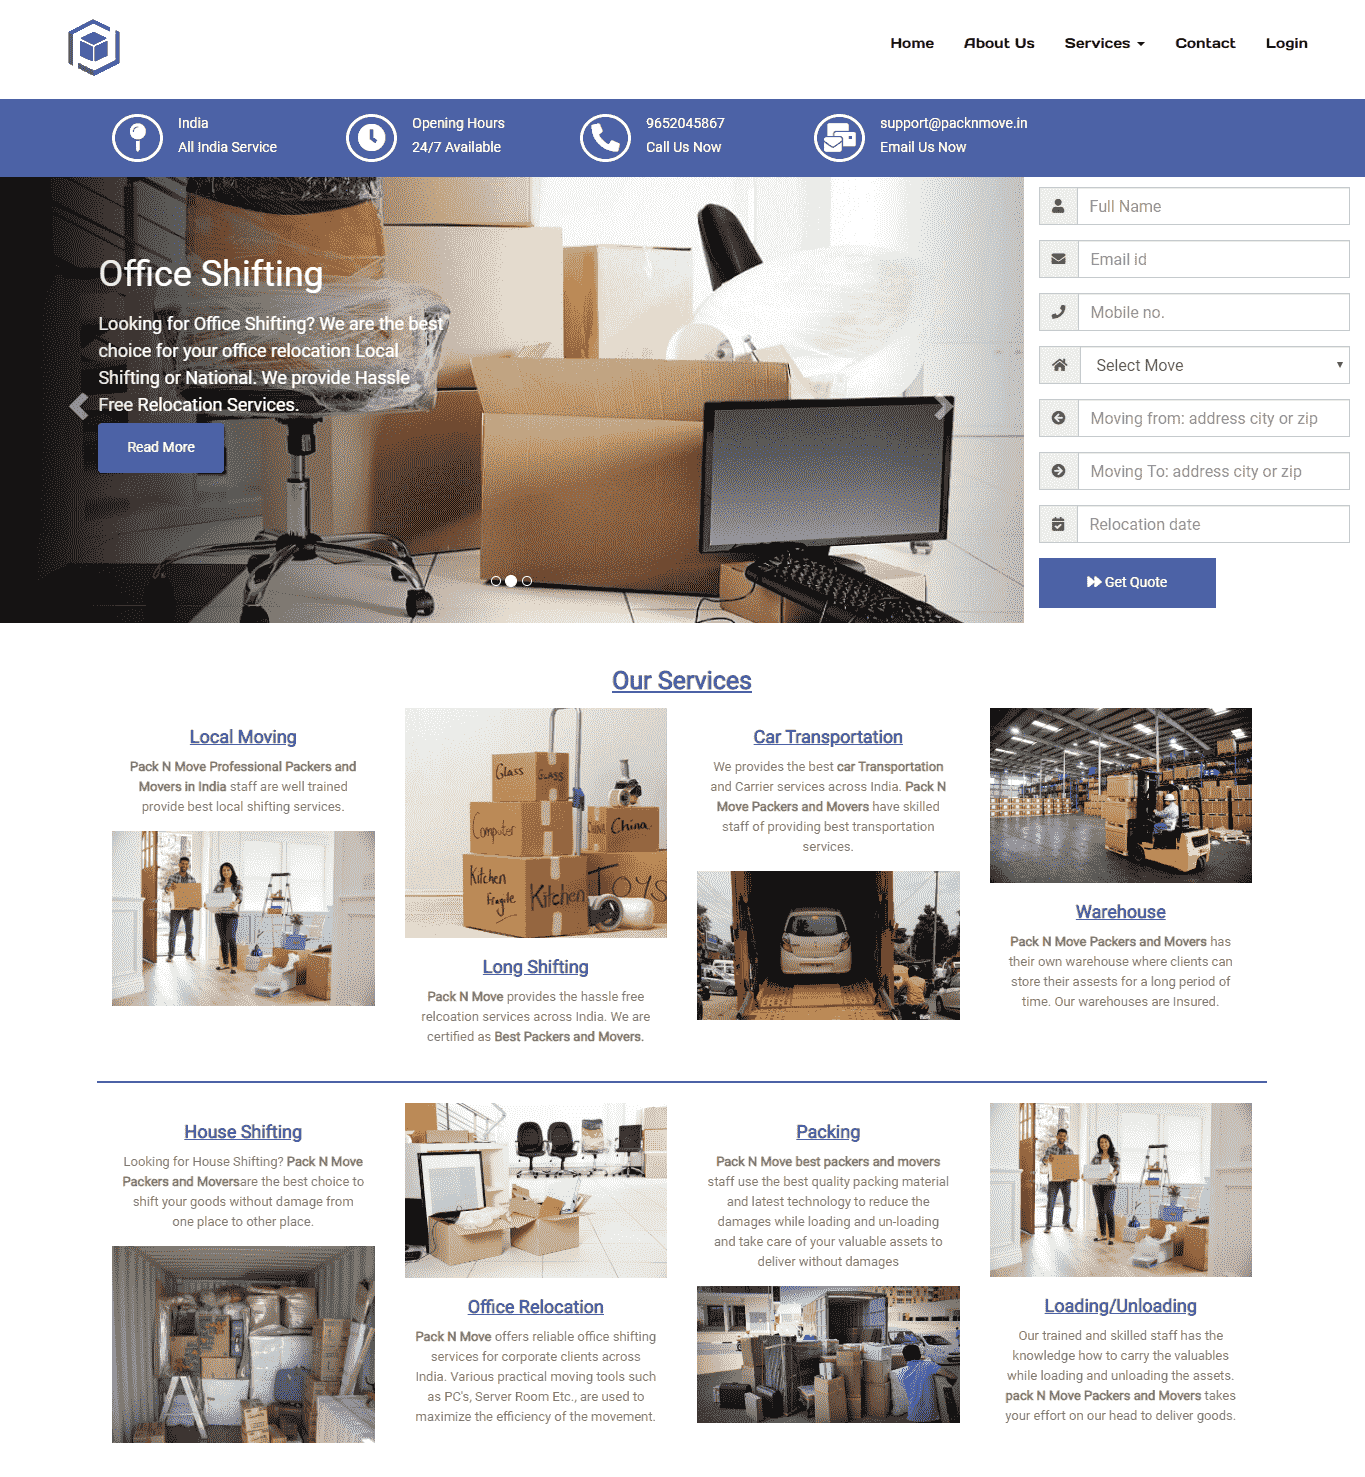 Home
About Us
Services
Contact
Login
India
All India Service
Opening Hours
24/7 Available
9652045867
Call Us Now
support@packnmove.in
Email Us Now
Office Shifting
Looking for Office Shifting? We are the best
choice for your office relocation Local
Shifting or National. We provide Hassle
Free Relocation Services.
Read More
Full Name
Email id
Mobile no.
Select Move
Moving from: address city or zip
Moving To: address city or zip
Relocation date
Get Quote
Our Services
Local Moving
Pack N Move Professional Packers and
Movers in India staff are well trained
provide best local shifting services.
Glass
Glass
Computer
China
China
Kitchen
Fragile
Kitchen
Toys
Long Shifting
Pack N Move provides the hassle free
relcoation services across India. We are
certified as Best Packers and Movers.
Car Transportation
We provides the best car Transportation
and Carrier services across India. Pack N
Move Packers and Movers have skilled
staff of providing best transportation
services.
Warehouse
Pack N Move Packers and Movers has
their own warehouse where clients can
store their assests for a long period of
time. Our warehouses are Insured.
House Shifting
Looking for House Shifting? Pack N Move
Packers and Moversare the best choice to
shift your goods without damage from
one place to other place.
Office Relocation
Pack N Move offers reliable office shifting
services for corporate clients across
India. Various practical moving tools such
as PC's, Server Room Etc., are used to
maximize the efficiency of the movement.
Packing
Pack N Move best packers and movers
staff use the best quality packing material
and latest technology to reduce the
damages while loading and un-loading
and take care of your valuable assets to
deliver without damages
Loading/Unloading
Our trained and skilled staff has the
knowledge how to carry the valuables
while loading and unloading the assets.
pack N Move Packers and Movers takes
your effort on our head to deliver goods.